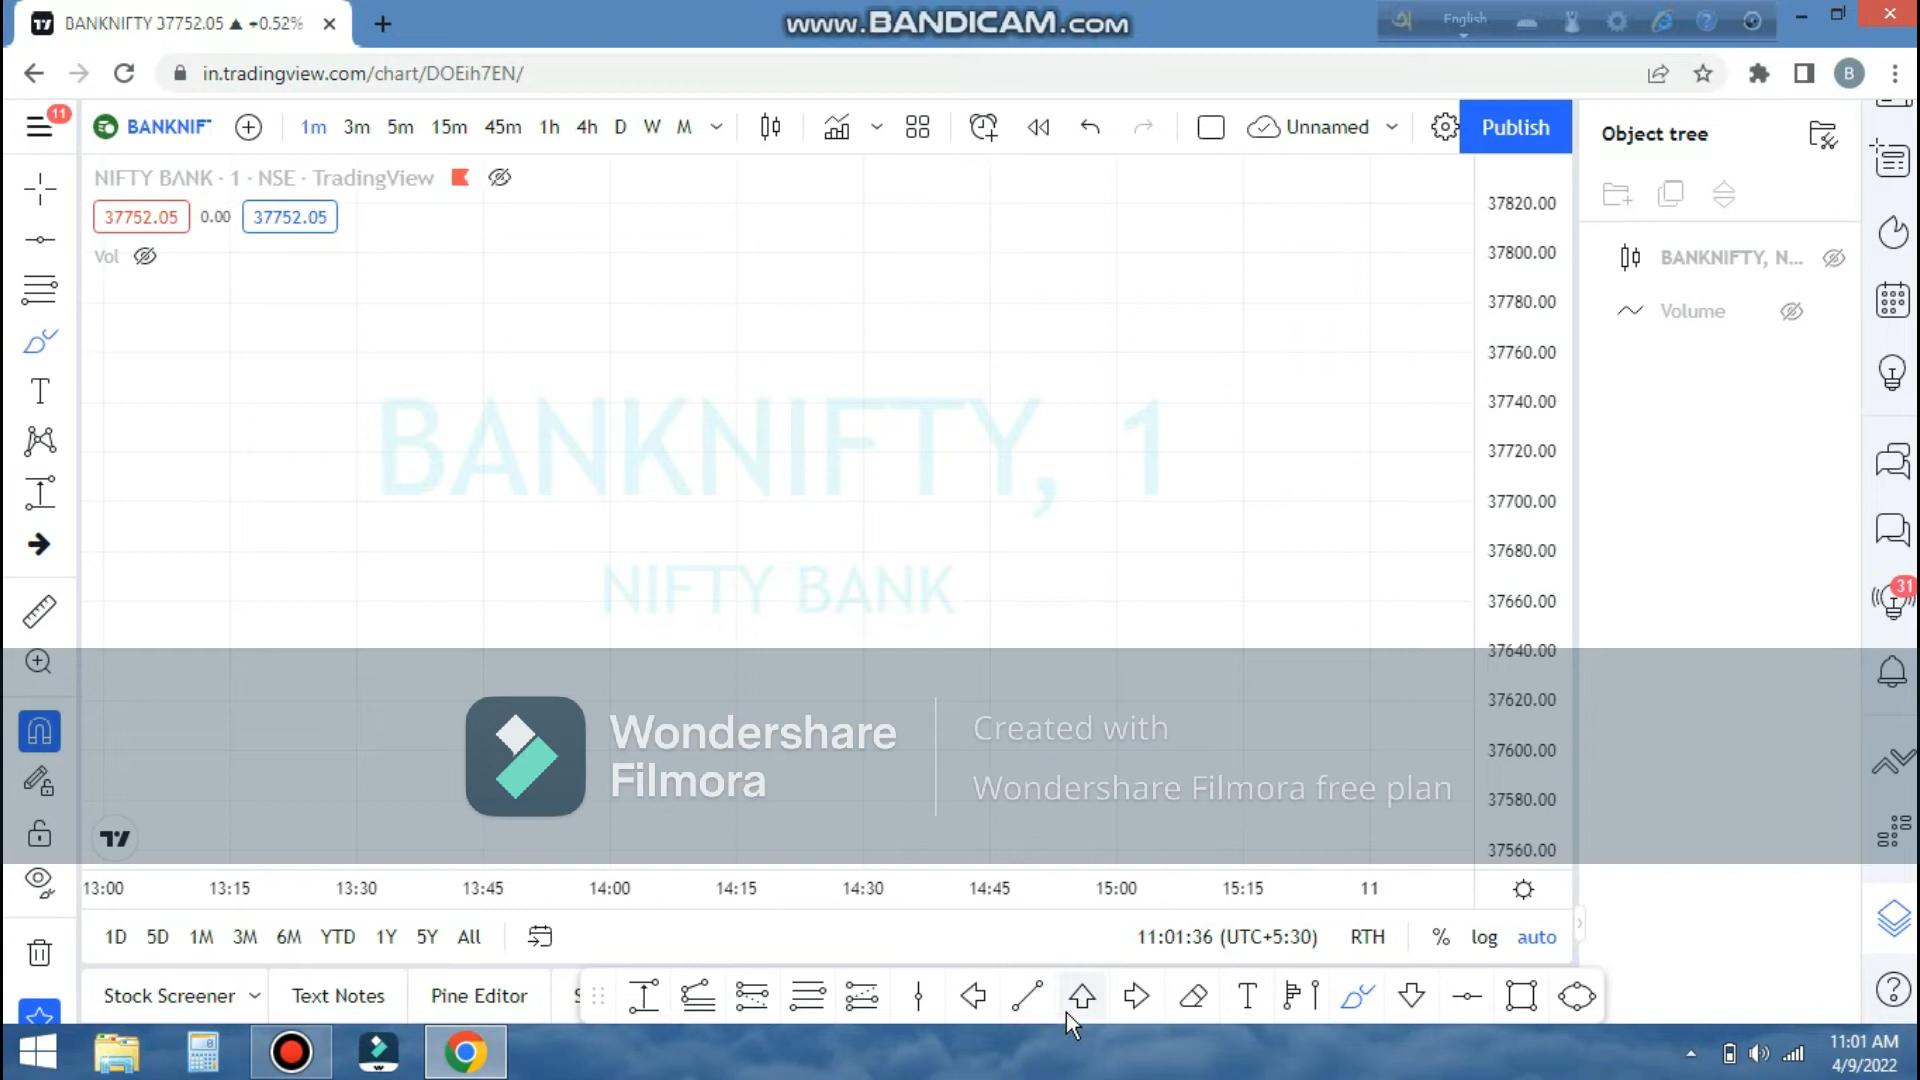 BANKNIFTY 37752.05 ▲ +0.52%
www.BANDICAM.com
English
in.tradingview.com/chart/DOEih7EN/
B
11
BANKNIF
1m 3m 5m 15m 45m 1h 4h D W M
Unnamed
Publish
Object tree
NIFTY BANK · 1 · NSE · TradingView
37752.05 0.00 37752.05
Vol
BANKNIFTY, N...
Volume
37820.00
37800.00
37780.00
37760.00
37740.00
37720.00
37700.00
37680.00
37660.00
37640.00
37620.00
37600.00
37580.00
37560.00
BANKNIFTY, 1
NIFTY BANK
31
Wondershare
Filmora
Created with
Wondershare Filmora free plan
13:00 13:15 13:30 13:45 14:00 14:15 14:30 14:45 15:00 15:15 11
1D 5D 1M 3M 6M YTD 1Y 5Y All
11:01:36 (UTC+5:30) RTH % log auto
Stock Screener Text Notes Pine Editor
11:01 AM
4/9/2022